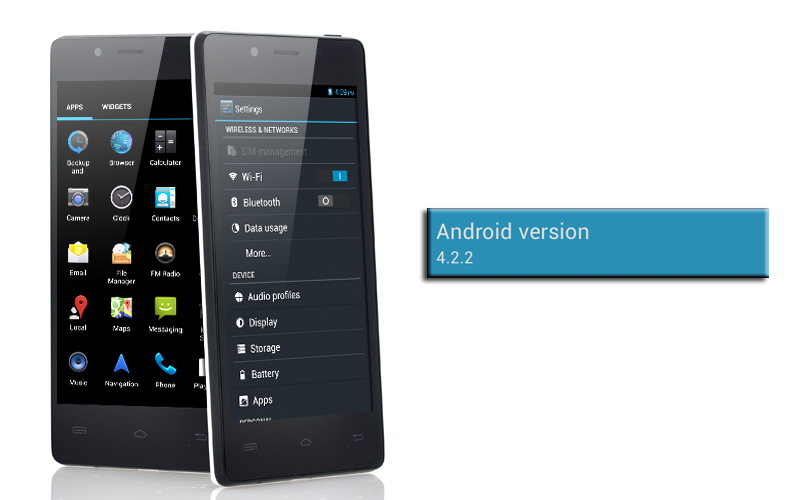 APPS WIDGETS
Backup and
Browser
Calculator
Camera
Clock
Contacts
Email
File Manager
FM Radio
Local
Maps
Messaging
Music
Navigation
Phone
4:09 PM
Settings
WIRELESS & NETWORKS
SIM management
Wi-Fi
Bluetooth
Data usage
More...
DEVICE
Audio profiles
Display
Storage
Battery
Apps
PERSONAL
Android version
4.2.2